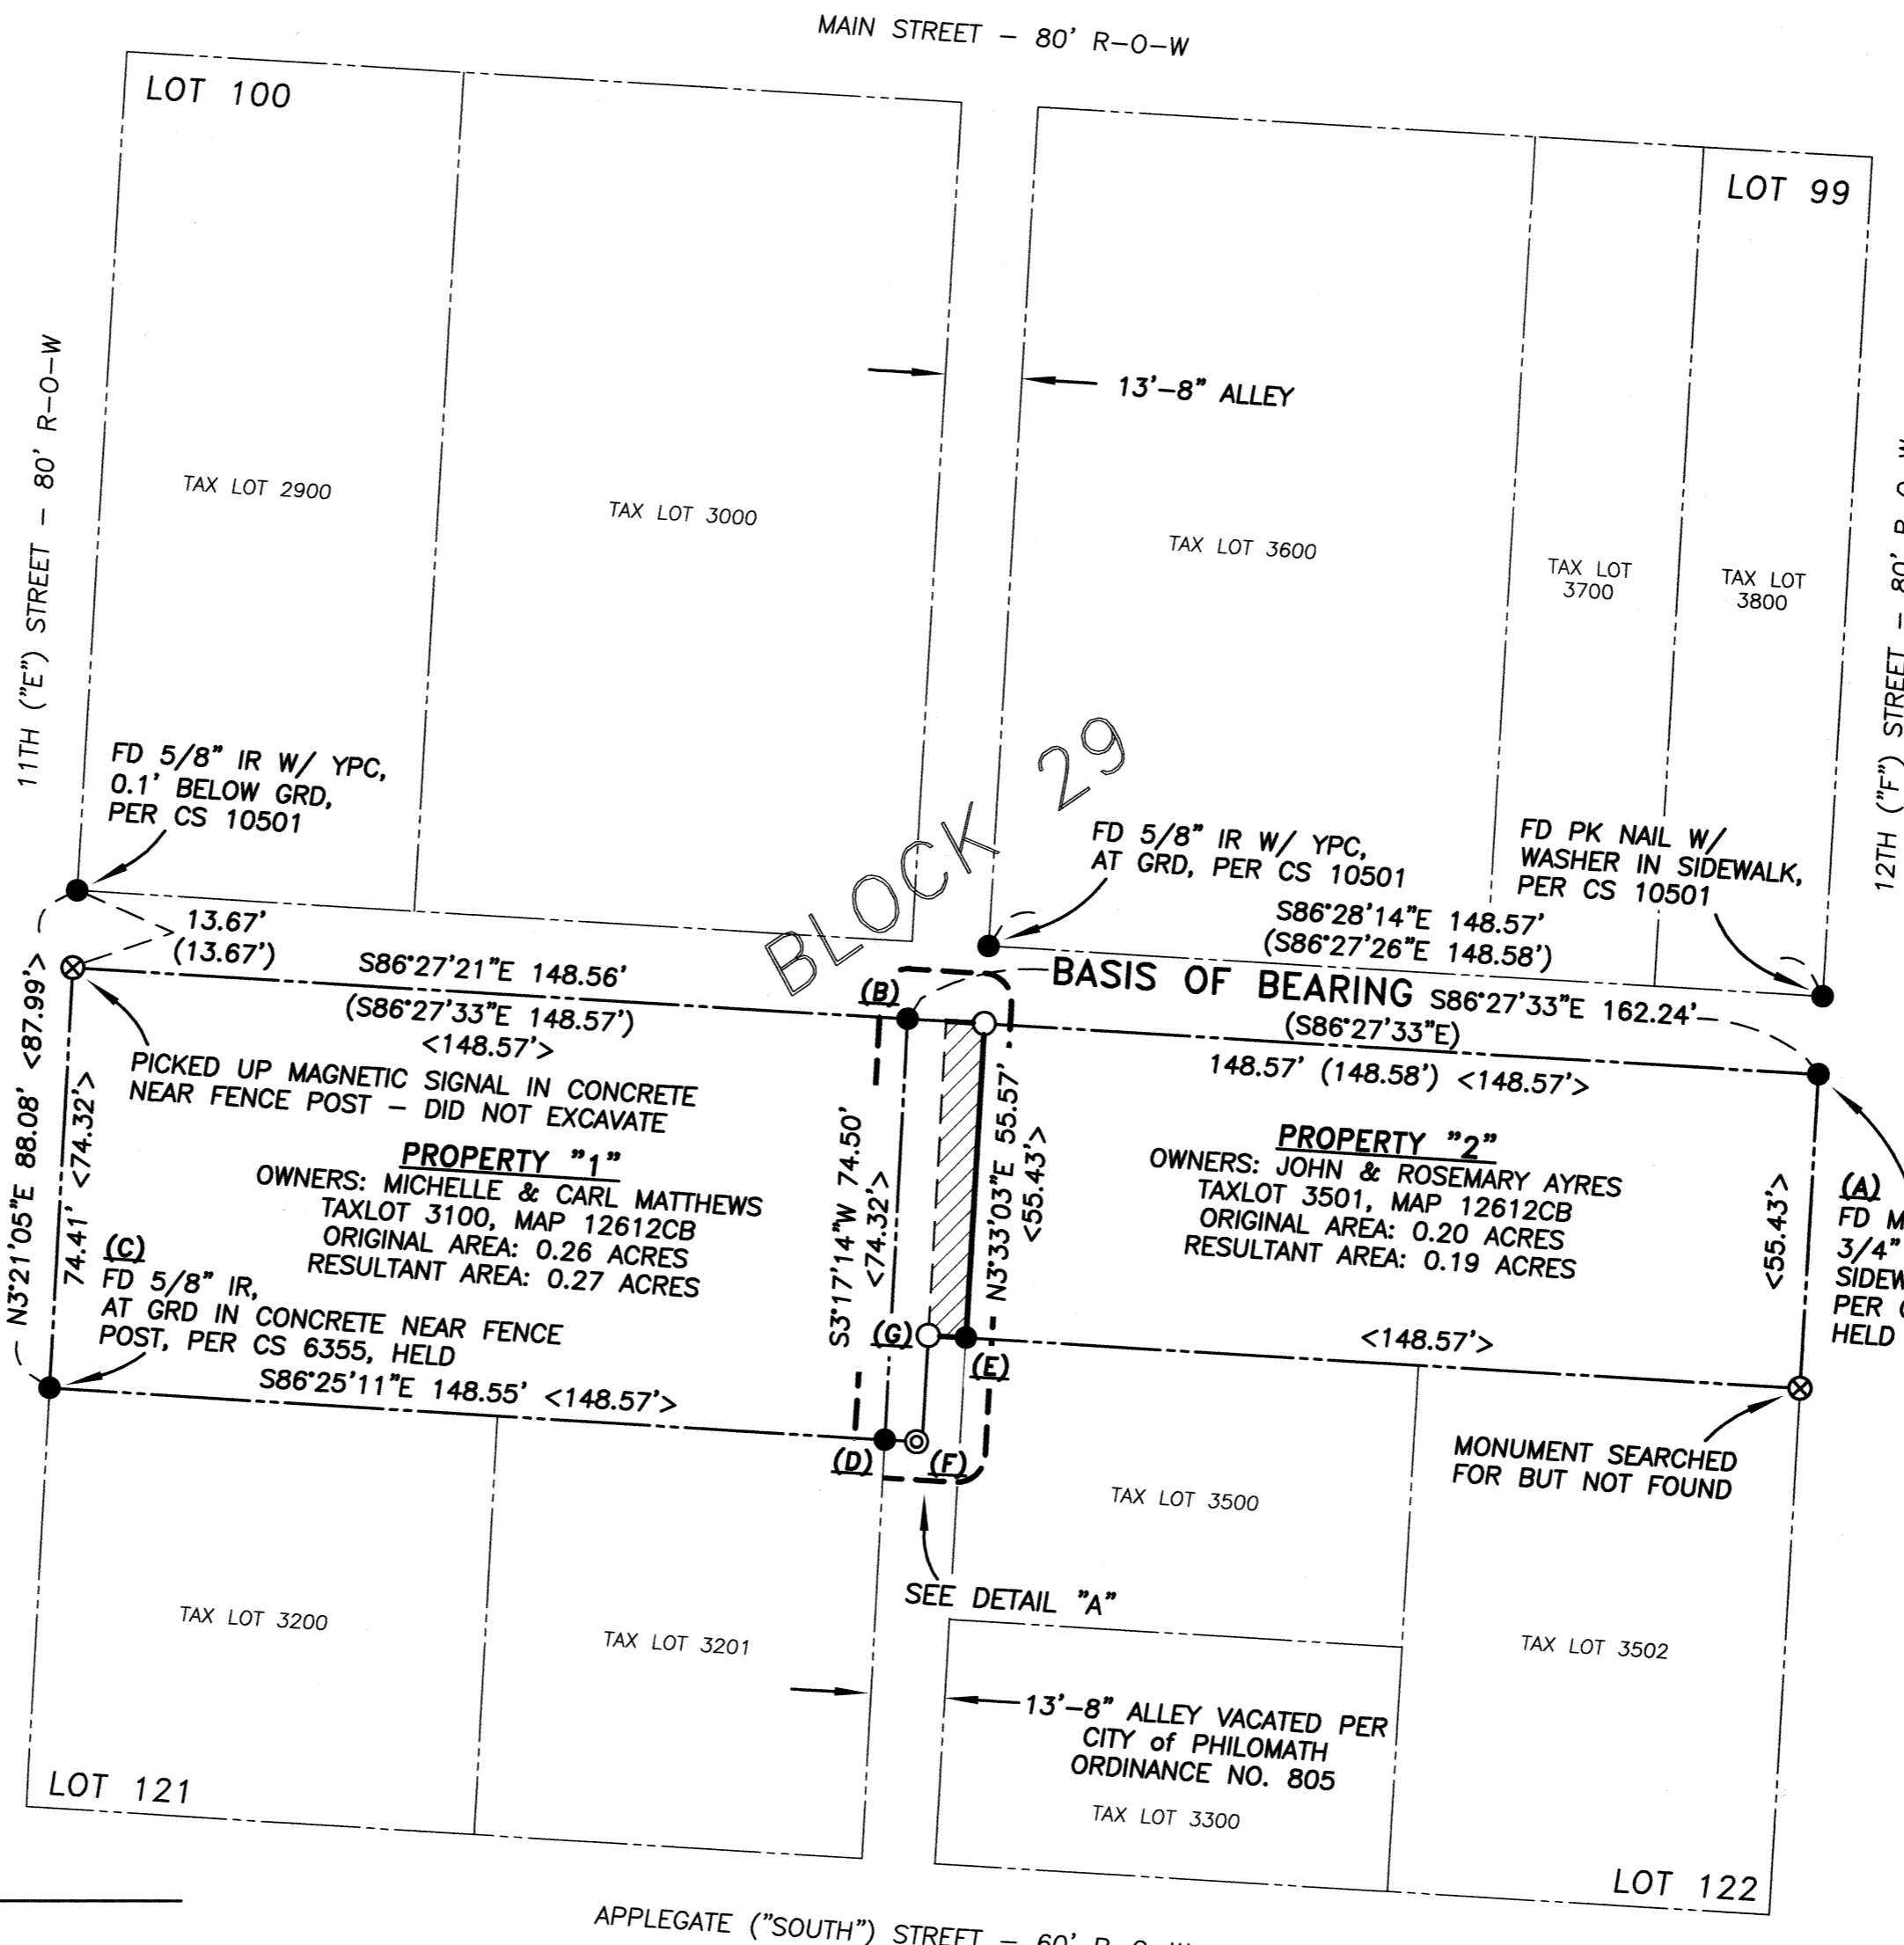 MAIN STREET – 80' R–O–W
LOT 100
LOT 99
11TH ("E") STREET – 80' R–O–W
12TH ("F") STREET – 80' R–O–W
13'–8" ALLEY
TAX LOT 2900
TAX LOT 3000
TAX LOT 3600
TAX LOT
3700
TAX LOT
3800
BLOCK 29
FD 5/8" IR W/ YPC,
0.1' BELOW GRD,
PER CS 10501
FD 5/8" IR W/ YPC,
AT GRD, PER CS 10501
FD PK NAIL W/
WASHER IN SIDEWALK,
PER CS 10501
S86°28'14"E 148.57'
(S86°27'26"E 148.58')
13.67'
(13.67')
S86°27'21"E 148.56'
(S86°27'33"E 148.57')
<148.57'>
BASIS OF BEARING S86°27'33"E 162.24'
(S86°27'33"E)
148.57' (148.58') <148.57'>
(B)
N3°21'05"E 88.08' <87.99'>
74.41' <74.32'>
PICKED UP MAGNETIC SIGNAL IN CONCRETE
NEAR FENCE POST – DID NOT EXCAVATE
PROPERTY "1"
OWNERS: MICHELLE & CARL MATTHEWS
TAXLOT 3100, MAP 12612CB
ORIGINAL AREA: 0.26 ACRES
RESULTANT AREA: 0.27 ACRES
(C)
FD 5/8" IR,
AT GRD IN CONCRETE NEAR FENCE
POST, PER CS 6355, HELD
S86°25'11"E 148.55' <148.57'>
S3°17'14"W 74.50'
<74.32'>
N3°33'03"E 55.57'
<55.43'>
PROPERTY "2"
OWNERS: JOHN & ROSEMARY AYRES
TAXLOT 3501, MAP 12612CB
ORIGINAL AREA: 0.20 ACRES
RESULTANT AREA: 0.19 ACRES
<55.43'>
(A)
FD M
3/4"
SIDEW
PER
HELD
<148.57'>
(G)
(E)
(D)
(F)
MONUMENT SEARCHED
FOR BUT NOT FOUND
SEE DETAIL "A"
TAX LOT 3500
TAX LOT 3200
TAX LOT 3201
TAX LOT 3502
13'–8" ALLEY VACATED PER
CITY of PHILOMATH
ORDINANCE NO. 805
TAX LOT 3300
LOT 121
LOT 122
APPLEGATE ("SOUTH") STREET – 60' R–O–W